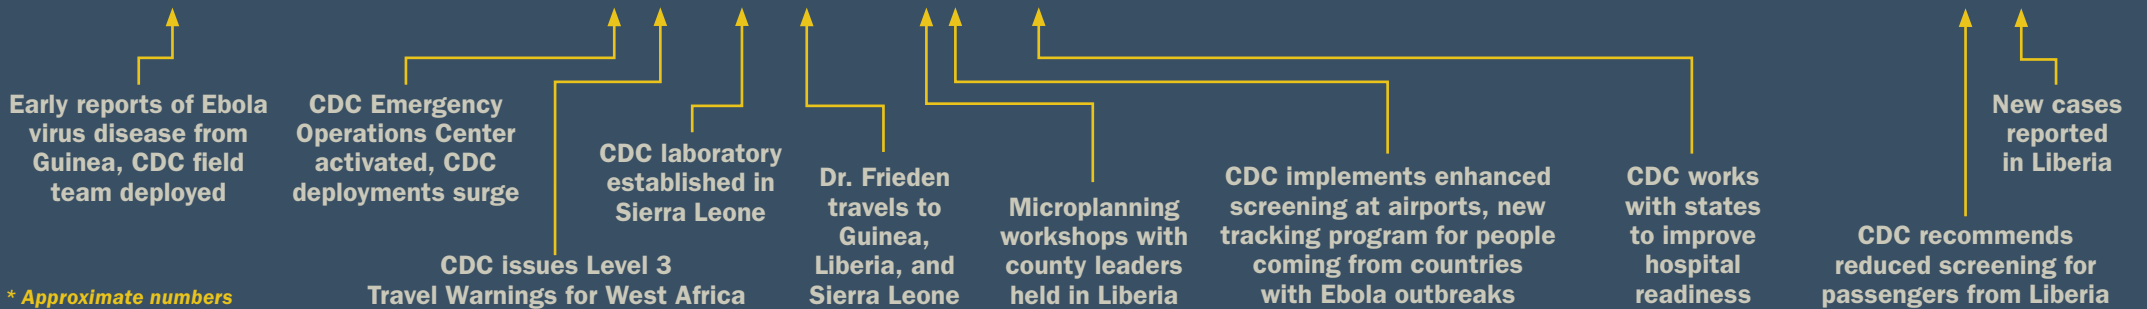 Early reports of Ebola
virus disease from
Guinea, CDC field
team deployed
CDC Emergency
Operations Center
activated, CDC
deployments surge
CDC issues Level 3
Travel Warnings for West Africa
CDC laboratory
established in
Sierra Leone
Dr. Frieden
travels to
Guinea,
Liberia, and
Sierra Leone
Microplanning
workshops with
county leaders
held in Liberia
CDC implements enhanced
screening at airports, new
tracking program for people
coming from countries
with Ebola outbreaks
CDC works
with states
to improve
hospital
readiness
CDC recommends
reduced screening for
passengers from Liberia
New cases
reported
in Liberia
* Approximate numbers